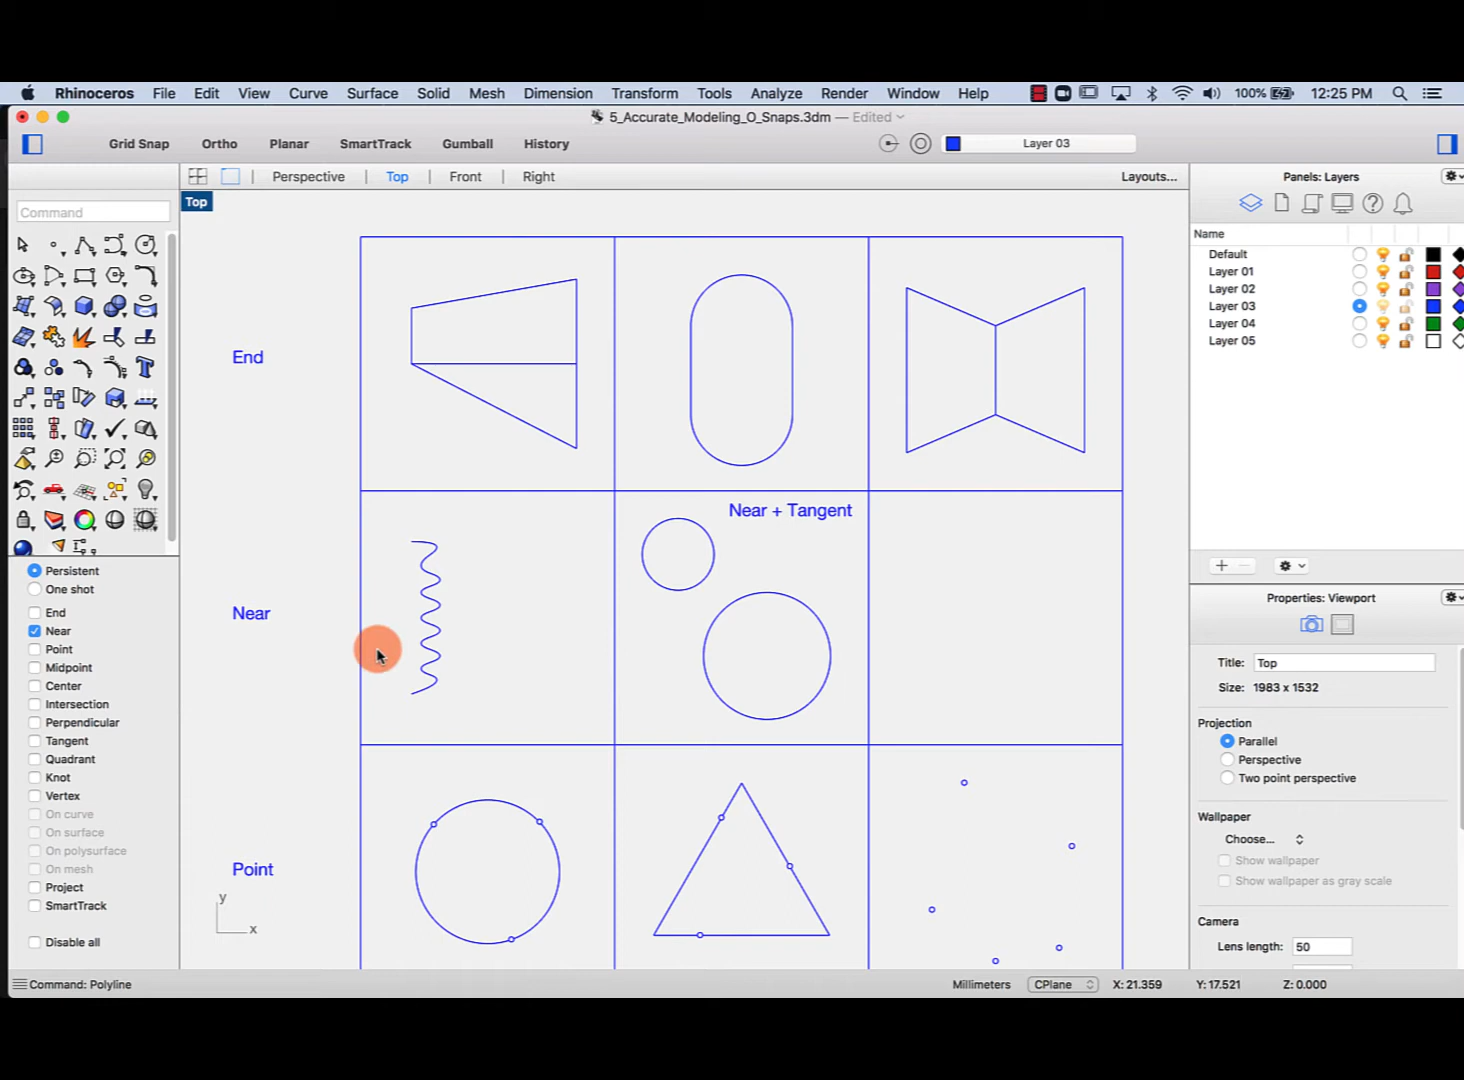 Rhinoceros File Edit View Curve Surface Solid Mesh Dimension Transform Tools Analyze Render Window Help 100% 12:25 PM
5_Accurate_Modeling_O_Snaps.3dm — Edited
Grid Snap Ortho Planar SmartTrack Gumball History Layer 03
Perspective Top Front Right Layouts... Panels: Layers
Top
Command
Name
Default
Layer 01
Layer 02
Layer 03
Layer 04
Layer 05
End
Near + Tangent
Near
Point
y
x
Persistent
One shot
End
Near
Point
Midpoint
Center
Intersection
Perpendicular
Tangent
Quadrant
Knot
Vertex
On curve
On surface
On polysurface
On mesh
Project
SmartTrack
Disable all
Properties: Viewport
Title: Top
Size: 1983 x 1532
Projection
Parallel
Perspective
Two point perspective
Wallpaper
Choose...
Show wallpaper
Show wallpaper as gray scale
Camera
Lens length: 50
Command: Polyline Millimeters CPlane X: 21.359 Y: 17.521 Z: 0.000